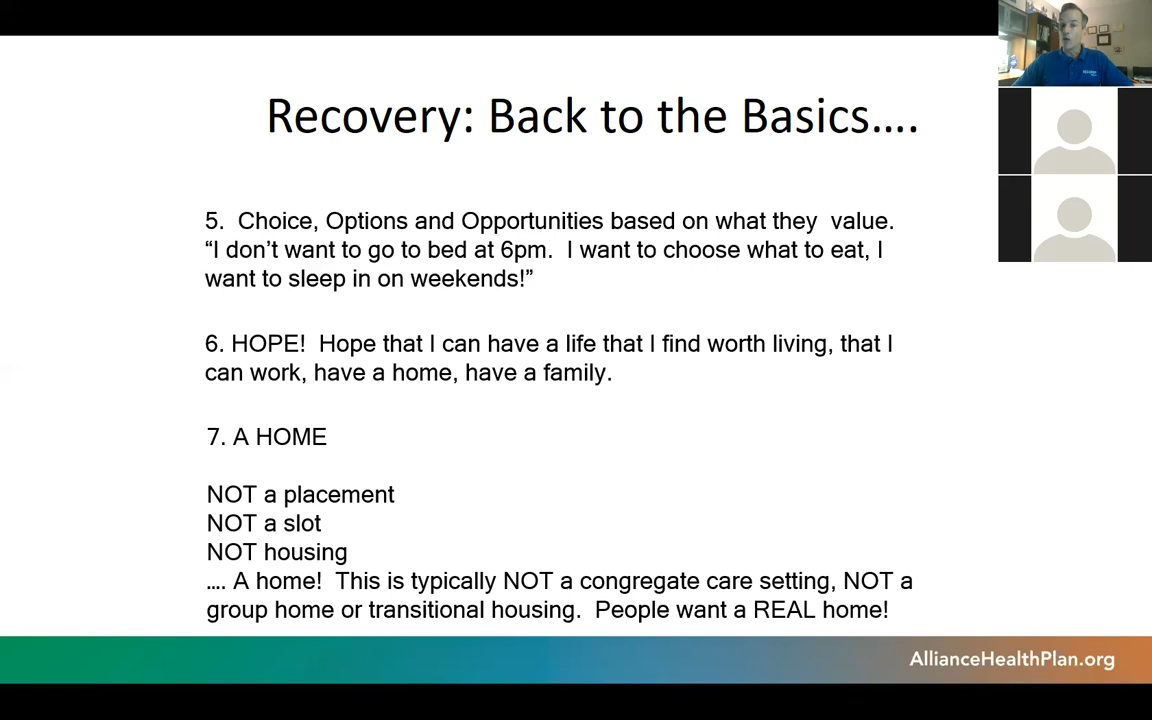 Recovery: Back to the Basics….
5. Choice, Options and Opportunities based on what they value.
“I don’t want to go to bed at 6pm. I want to choose what to eat, I
want to sleep in on weekends!”
6. HOPE! Hope that I can have a life that I find worth living, that I
can work, have a home, have a family.
7. A HOME
NOT a placement
NOT a slot
NOT housing
…. A home! This is typically NOT a congregate care setting, NOT a
group home or transitional housing. People want a REAL home!
AllianceHealthPlan.org